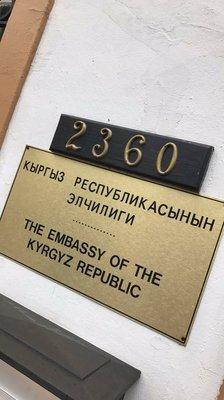 2360
КЫРГЫЗ РЕСПУБЛИКАСЫНЫН
ЭЛЧИЛИГИ
--------------
THE EMBASSY OF THE
KYRGYZ REPUBLIC